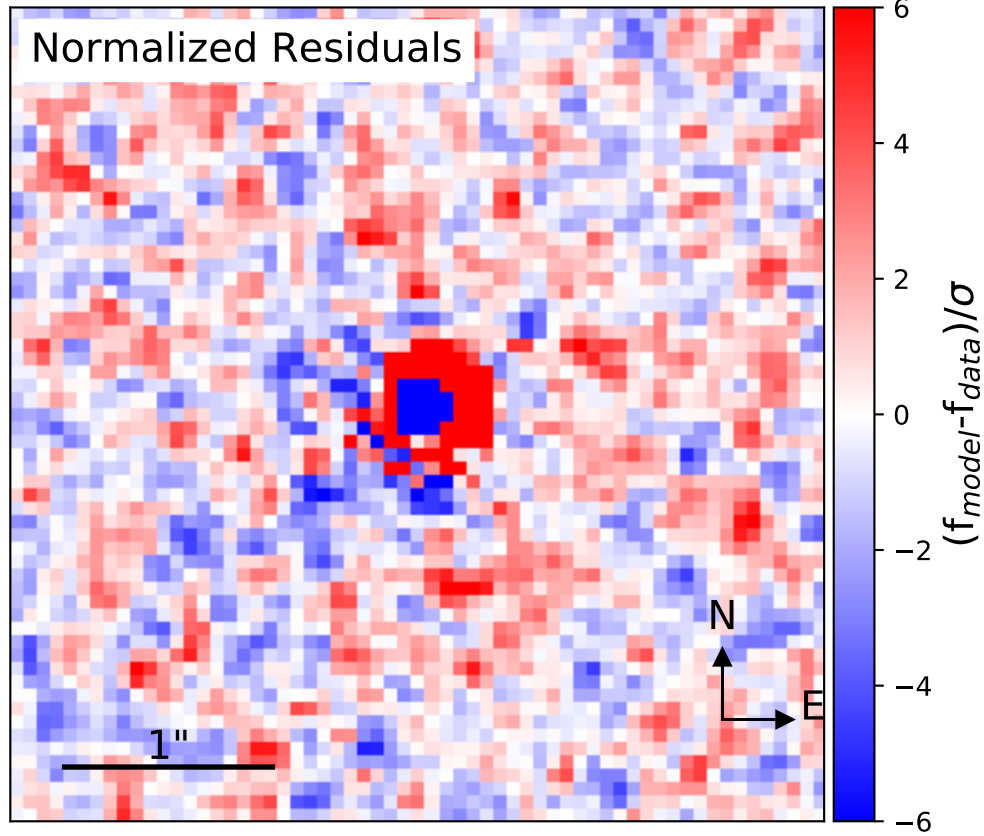 Normalized Residuals
6
4
2
0
−2
−4
−6
(f_model-f_data)/σ
N
E
1"